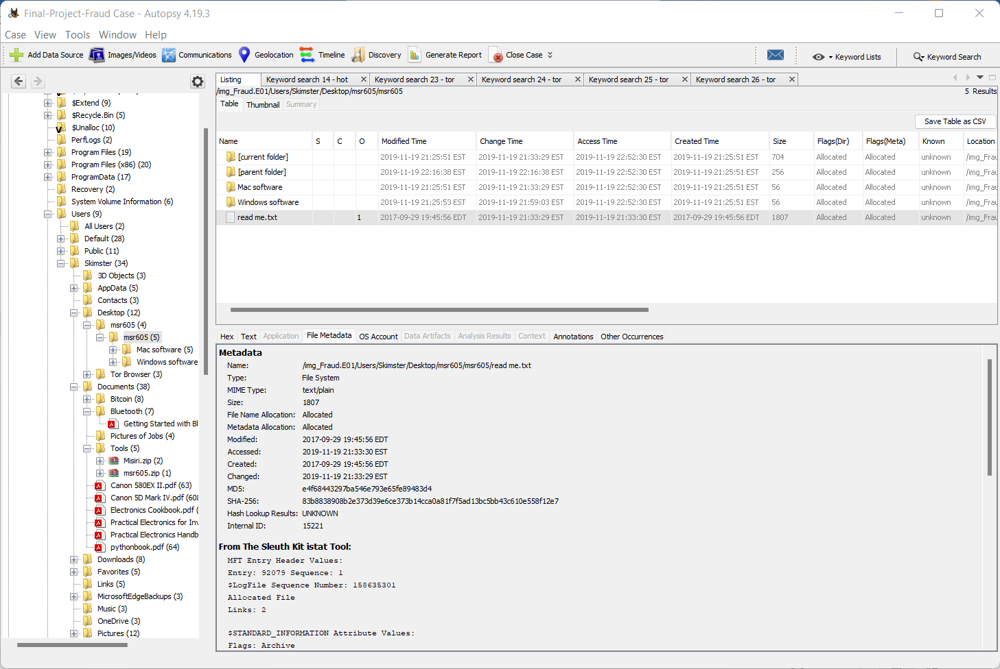 Final-Project-Fraud Case - Autopsy 4.19.3
Case View Tools Window Help
Add Data Source Images/Videos Communications Geolocation Timeline Discovery Generate Report Close Case Keyword Lists Keyword Search
$Extend (9)
$Recycle.Bin (5)
$Unalloc (10)
PerfLogs (2)
Program Files (19)
Program Files (x86) (20)
ProgramData (17)
Recovery (2)
System Volume Information (6)
Users (9)
All Users (2)
Default (28)
Public (11)
Skimster (34)
3D Objects (3)
AppData (5)
Contacts (3)
Desktop (12)
msr605 (4)
msr605 (5)
Mac software (5)
Windows software
Tor Browser (3)
Documents (38)
Bitcoin (8)
Bluetooth (7)
Getting Started with Bl
Pictures of Jobs (4)
Tools (5)
Misiri.zip (2)
msr605.zip (1)
Canon 580EX II.pdf (63)
Canon 5D Mark IV.pdf (608
Electronics Cookbook.pdf (
Practical Electronics for Inv
Practical Electronics Handb
pythonbook.pdf (64)
Downloads (8)
Favorites (5)
Links (5)
MicrosoftEdgeBackups (3)
Music (3)
OneDrive (3)
Pictures (12)
Listing Keyword search 14 - hot Keyword search 23 - tor Keyword search 24 - tor Keyword search 25 - tor Keyword search 26 - tor
/img_Fraud.E01/Users/Skimster/Desktop/msr605/msr605 5 Results
Table Thumbnail Summary
Save Table as CSV
Name S C O Modified Time Change Time Access Time Created Time Size Flags(Dir) Flags(Meta) Known Location
[current folder] 2019-11-19 21:25:51 EST 2019-11-19 21:33:29 EST 2019-11-19 22:52:30 EST 2019-11-19 21:25:51 EST 704 Allocated Allocated unknown /img_Frau
[parent folder] 2019-11-19 22:16:38 EST 2019-11-19 22:16:38 EST 2019-11-19 22:52:30 EST 2019-11-19 21:25:51 EST 256 Allocated Allocated unknown /img_Frau
Mac software 2019-11-19 21:25:51 EST 2019-11-19 21:33:29 EST 2019-11-19 22:52:30 EST 2019-11-19 21:25:51 EST 56 Allocated Allocated unknown /img_Frau
Windows software 2019-11-19 21:25:53 EST 2019-11-19 21:59:03 EST 2019-11-19 22:52:30 EST 2019-11-19 21:25:51 EST 56 Allocated Allocated unknown /img_Frau
read me.txt 1 2017-09-29 19:45:56 EDT 2019-11-19 21:33:29 EST 2019-11-19 21:33:30 EST 2017-09-29 19:45:56 EDT 1807 Allocated Allocated unknown /img_Frau
Hex Text Application File Metadata OS Account Data Artifacts Analysis Results Context Annotations Other Occurrences
Metadata
Name: /img_Fraud.E01/Users/Skimster/Desktop/msr605/msr605/read me.txt
Type: File System
MIME Type: text/plain
Size: 1807
File Name Allocation: Allocated
Metadata Allocation: Allocated
Modified: 2017-09-29 19:45:56 EDT
Accessed: 2019-11-19 21:33:30 EST
Created: 2017-09-29 19:45:56 EDT
Changed: 2019-11-19 21:33:29 EST
MD5: e4f68443297ba546e793e65fe89483d4
SHA-256: 83b8838908b2e373d39e6ce373b14cca0a81f7f5ad13bc5bb43c610e558f12e7
Hash Lookup Results: UNKNOWN
Internal ID: 15221
From The Sleuth Kit istat Tool:
MFT Entry Header Values:
Entry: 92079 Sequence: 1
$LogFile Sequence Number: 158635301
Allocated File
Links: 2
$STANDARD_INFORMATION Attribute Values:
Flags: Archive